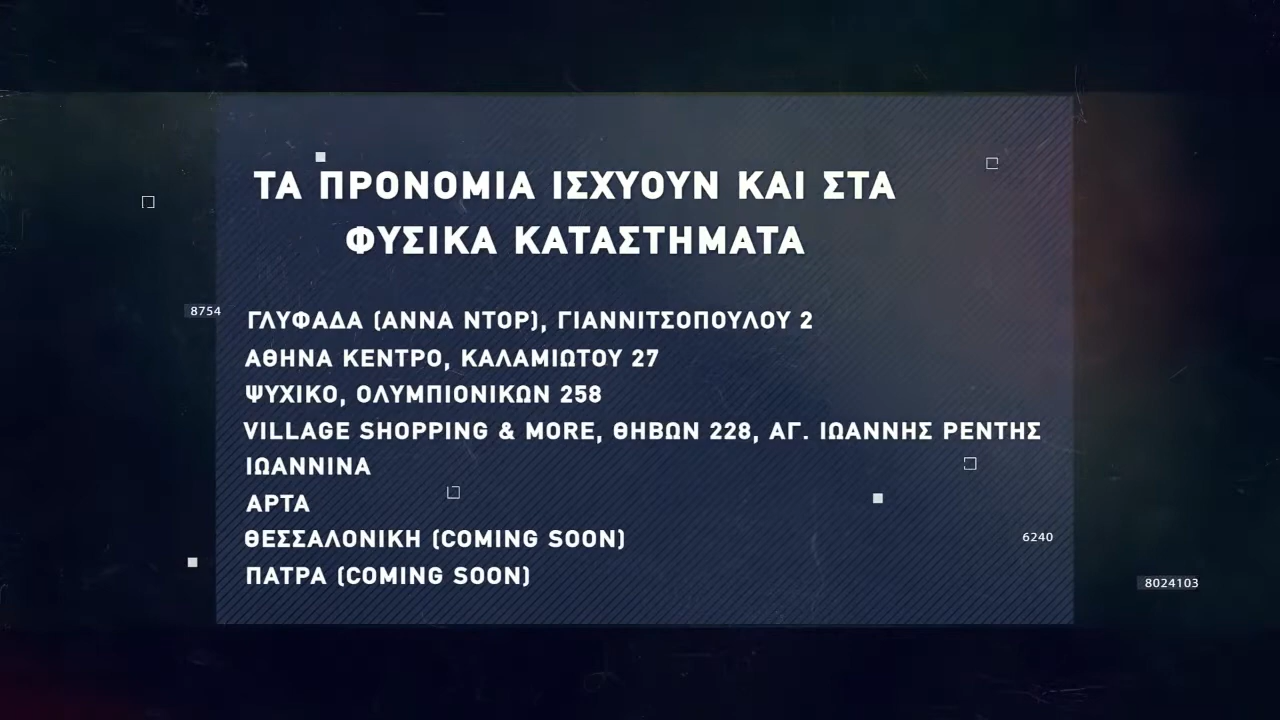 ΤΑ ΠΡΟΝΟΜΙΑ ΙΣΧΥΟΥΝ ΚΑΙ ΣΤΑ
ΦΥΣΙΚΑ ΚΑΤΑΣΤΗΜΑΤΑ
8754
ΓΛΥΦΑΔΑ (ΑΝΝΑ ΝΤΟΡ), ΓΙΑΝΝΙΤΣΟΠΟΥΛΟΥ 2
ΑΘΗΝΑ ΚΕΝΤΡΟ, ΚΑΛΑΜΙΩΤΟΥ 27
ΨΥΧΙΚΟ, ΟΛΥΜΠΙΟΝΙΚΩΝ 258
VILLAGE SHOPPING & MORE, ΘΗΒΩΝ 228, ΑΓ. ΙΩΑΝΝΗΣ ΡΕΝΤΗΣ
ΙΩΑΝΝΙΝΑ
ΑΡΤΑ
ΘΕΣΣΑΛΟΝΙΚΗ (COMING SOON)
6240
ΠΑΤΡΑ (COMING SOON)
8024103